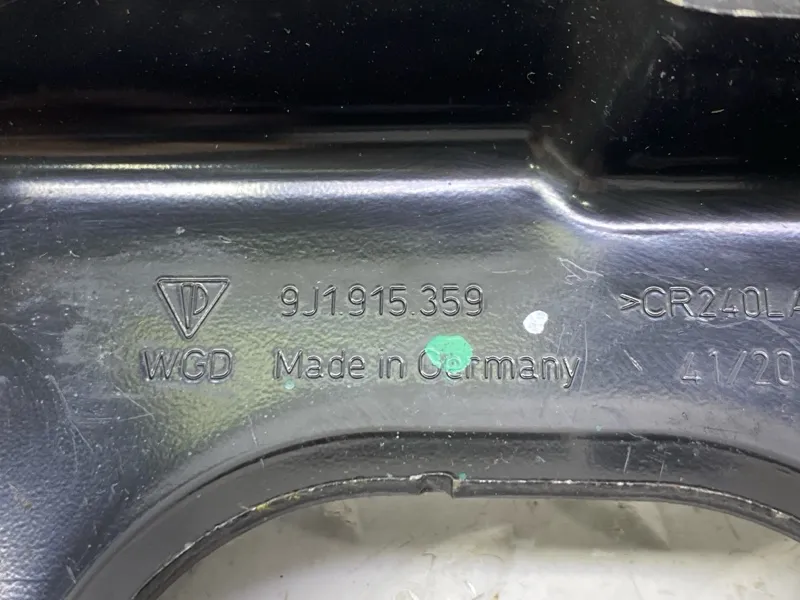 9J1.915.359
>CR240LA
WGD
Made in Germany
41/20